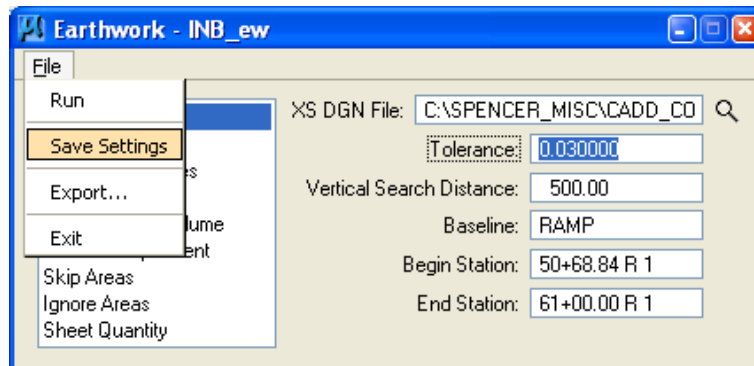 Earthwork - INB_ew
File
Run
Save Settings
Export...
Exit
Skip Areas
Ignore Areas
Sheet Quantity
XS DGN File: C:\SPENCER_MISC\CADD_CO
Tolerance: 0.030000
Vertical Search Distance: 500.00
Baseline: RAMP
Begin Station: 50+68.84 R 1
End Station: 61+00.00 R 1